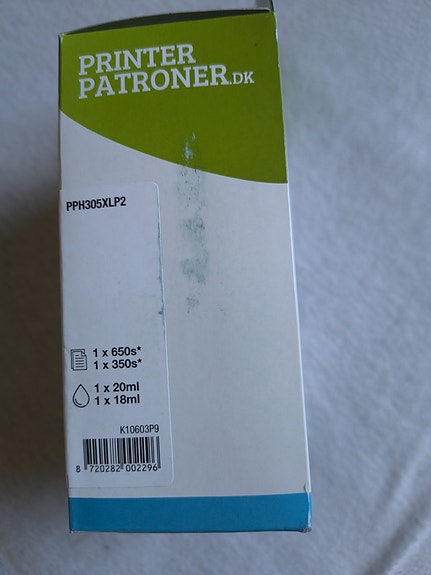 PRINTER
PATRONER.DK
PPH305XLP2
1 x 650s*
1 x 350s*
1 x 20ml
1 x 18ml
K10603P9
8 720282 002296